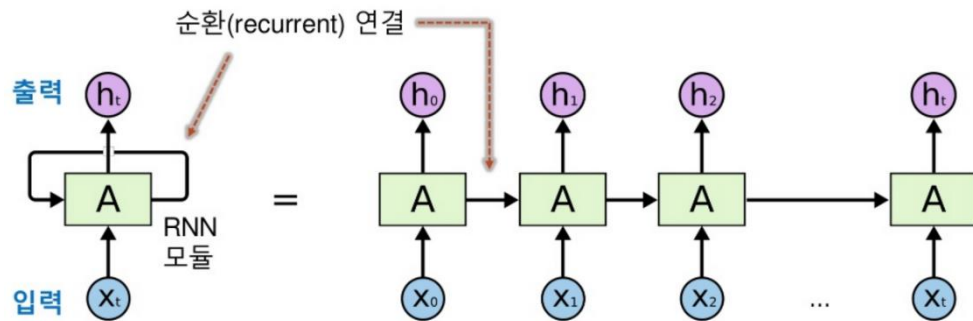 순환(recurrent) 연결
출력 hₜ h₀ h₁ h₂ hₜ
A = A A A A
RNN
모듈
입력 xₜ x₀ x₁ x₂ ... xₜ